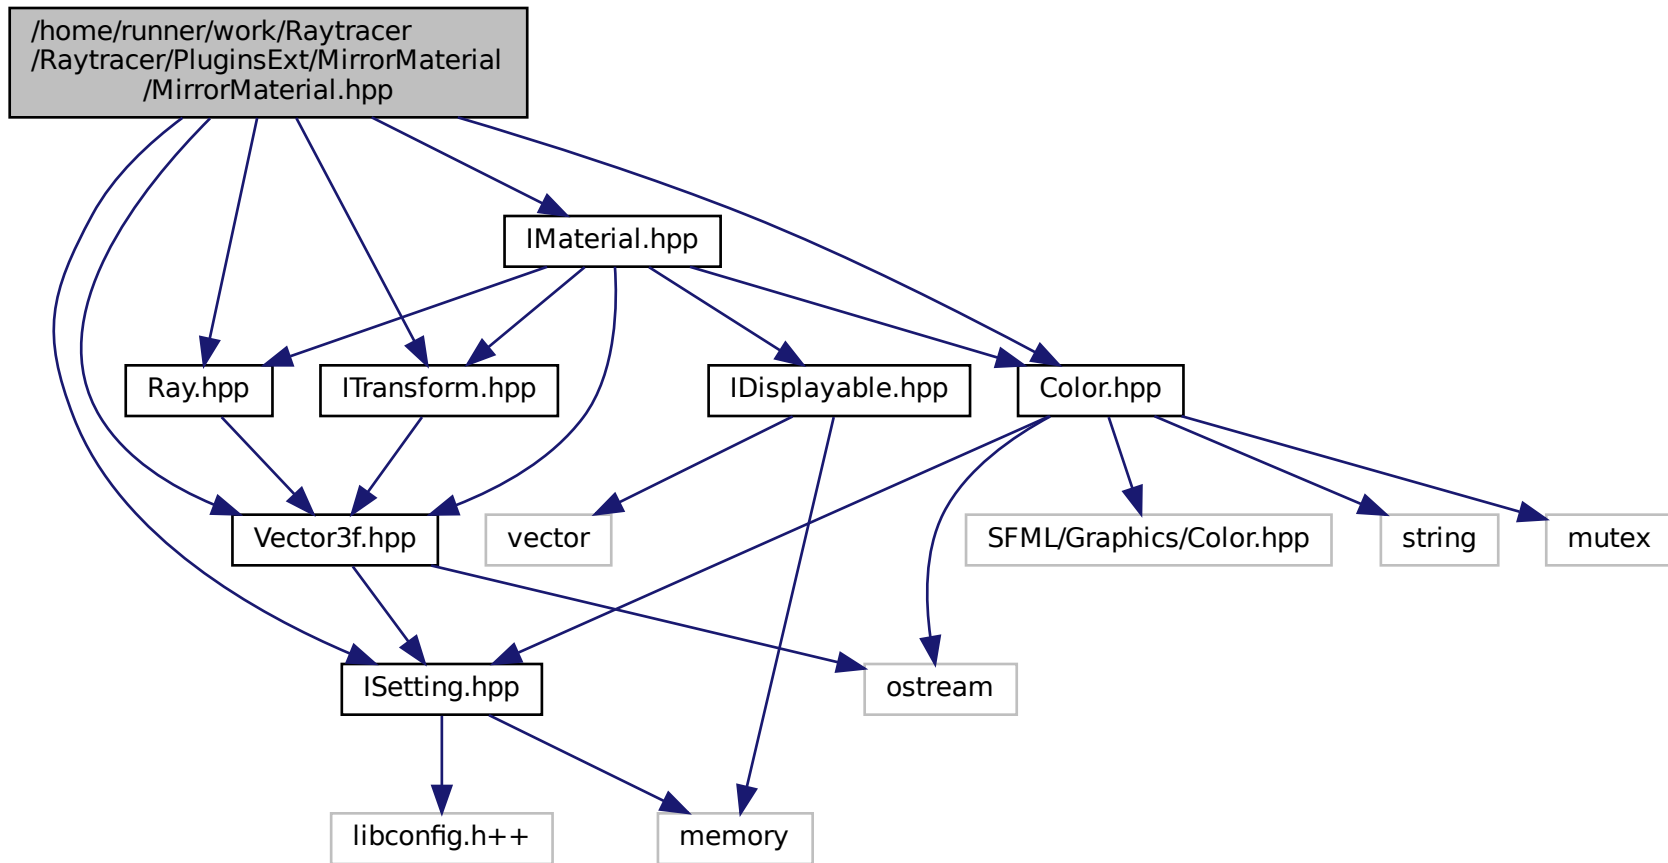 /home/runner/work/Raytracer
/Raytracer/PluginsExt/MirrorMaterial
/MirrorMaterial.hpp
IMaterial.hpp
Ray.hpp
ITransform.hpp
IDisplayable.hpp
Color.hpp
Vector3f.hpp
vector
SFML/Graphics/Color.hpp
string
mutex
ISetting.hpp
ostream
libconfig.h++
memory